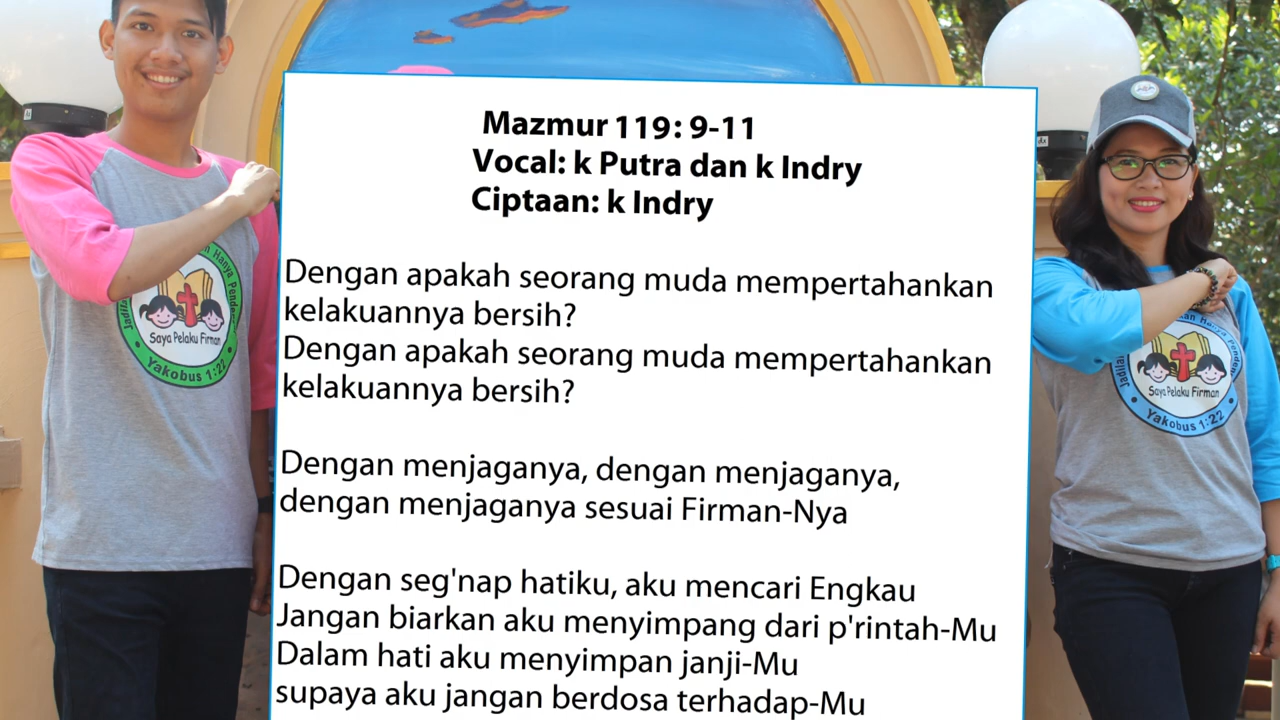 Mazmur 119: 9-11
Vocal: k Putra dan k Indry
Ciptaan: k Indry
Dengan apakah seorang muda mempertahankan
kelakuannya bersih?
Dengan apakah seorang muda mempertahankan
kelakuannya bersih?
Dengan menjaganya, dengan menjaganya,
dengan menjaganya sesuai Firman-Nya
Dengan seg'nap hatiku, aku mencari Engkau
Jangan biarkan aku menyimpang dari p'rintah-Mu
Dalam hati aku menyimpan janji-Mu
supaya aku jangan berdosa terhadap-Mu
Hanya
Saya Pelaku Firman
Yakobus 1:22
Saya Pelaku Firman
Yakobus 1:22